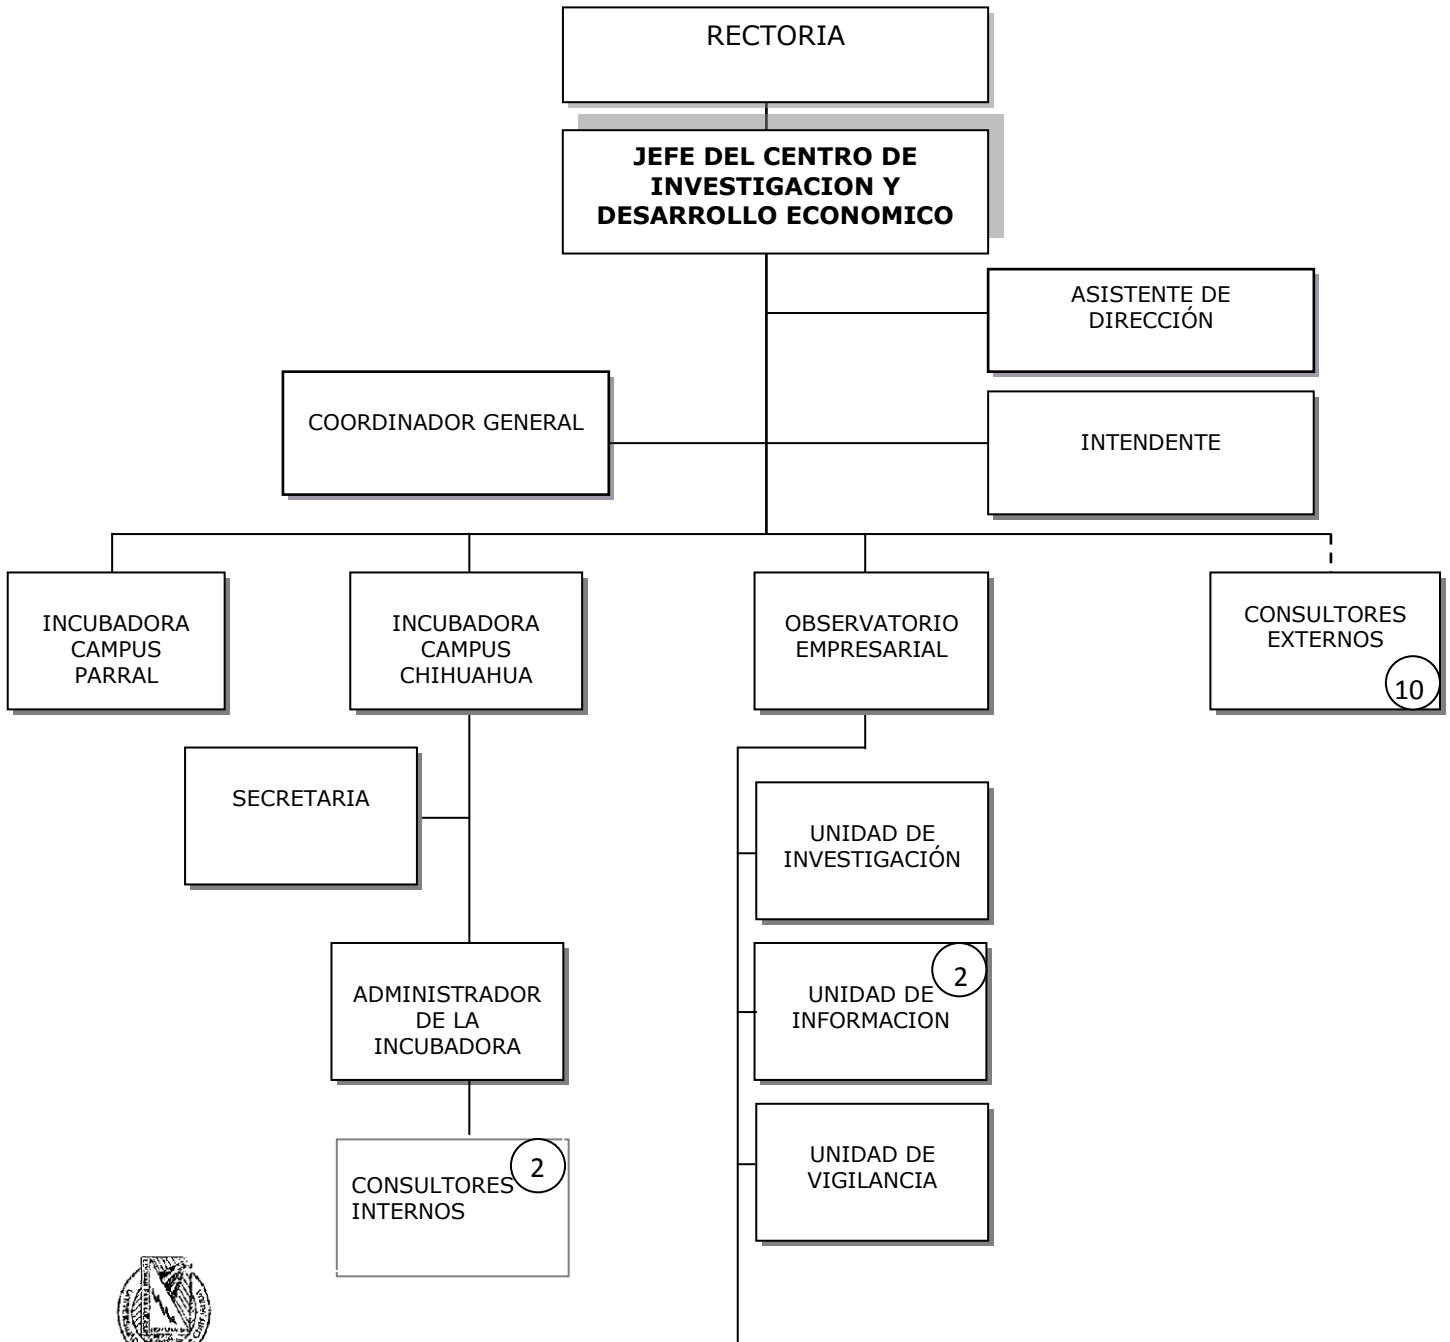 RECTORIA
JEFE DEL CENTRO DE
INVESTIGACION Y
DESARROLLO ECONOMICO
ASISTENTE DE
DIRECCIÓN
COORDINADOR GENERAL
INTENDENTE
INCUBADORA
CAMPUS
PARRAL
INCUBADORA
CAMPUS
CHIHUAHUA
OBSERVATORIO
EMPRESARIAL
CONSULTORES
EXTERNOS
10
SECRETARIA
UNIDAD DE
INVESTIGACIÓN
ADMINISTRADOR
DE LA
INCUBADORA
2
UNIDAD DE
INFORMACION
2
CONSULTORES
INTERNOS
UNIDAD DE
VIGILANCIA